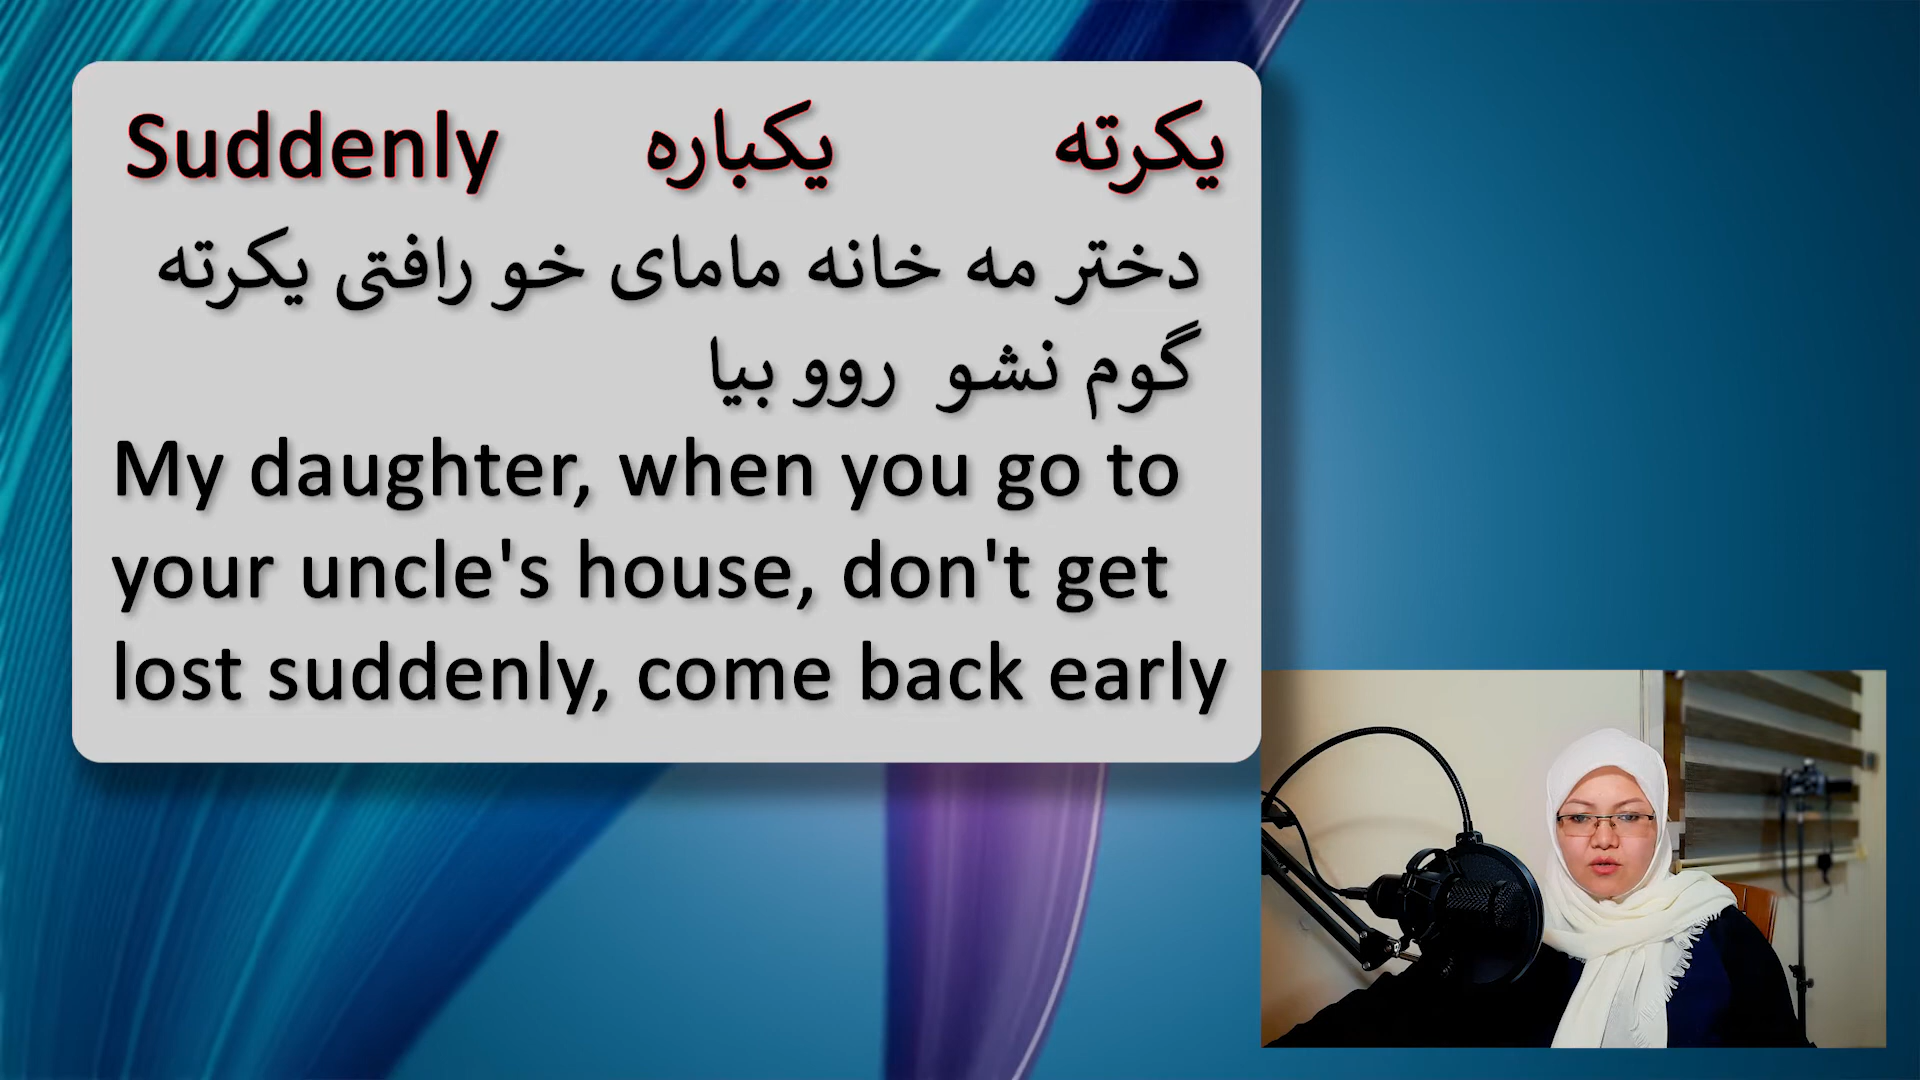 Suddenly یکباره یکرته
دختر مه خانه مامای خو رافتی یکرته
گوم نشو روو بیا
My daughter, when you go to
your uncle's house, don't get
lost suddenly, come back early